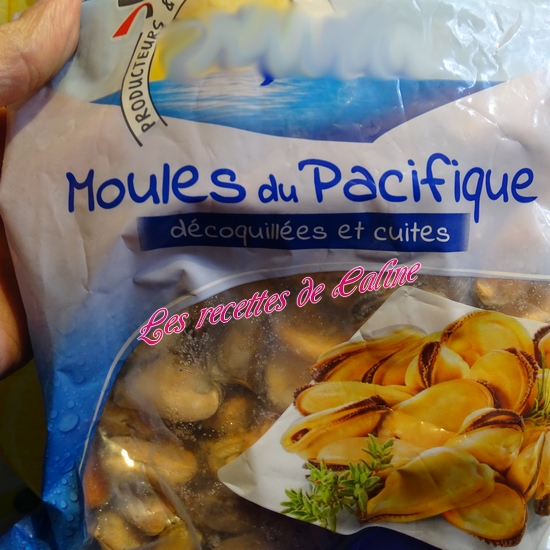 PRODUCTEURS &
Moules du Pacifique
décoquillées et cuites
Les recettes de Caline